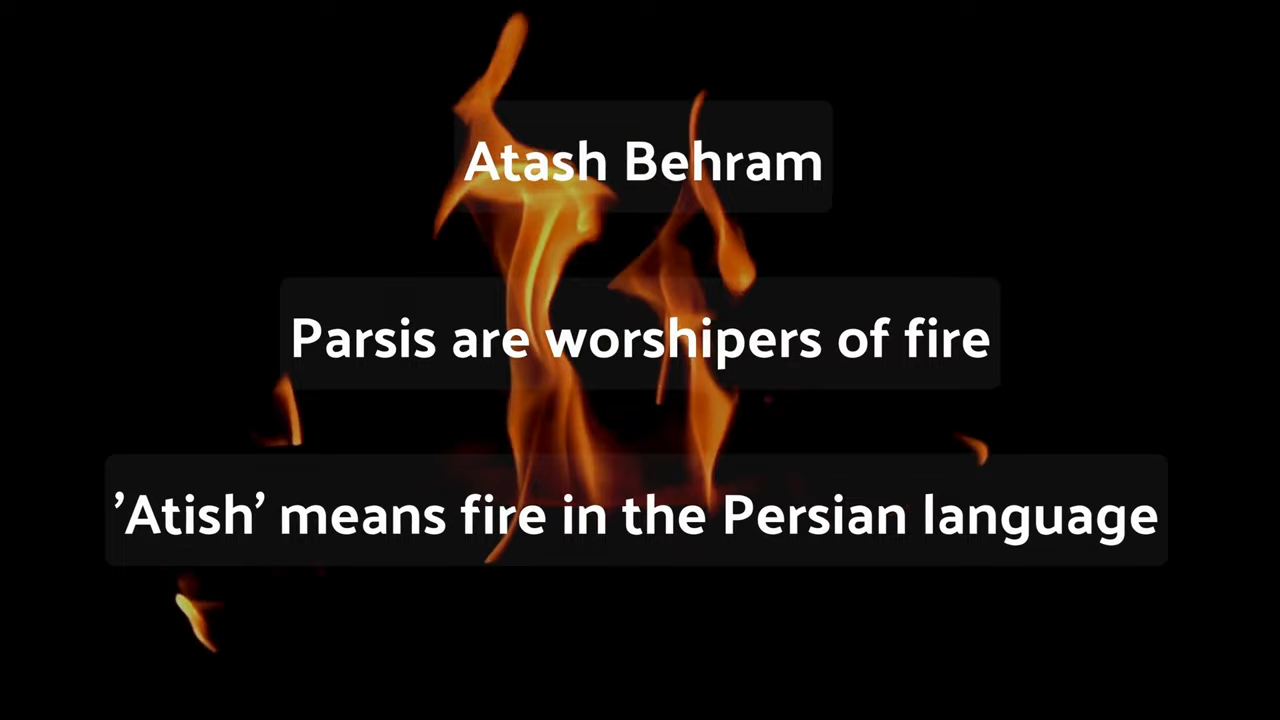 Atash Behram
Parsis are worshipers of fire
’Atish’ means fire in the Persian language